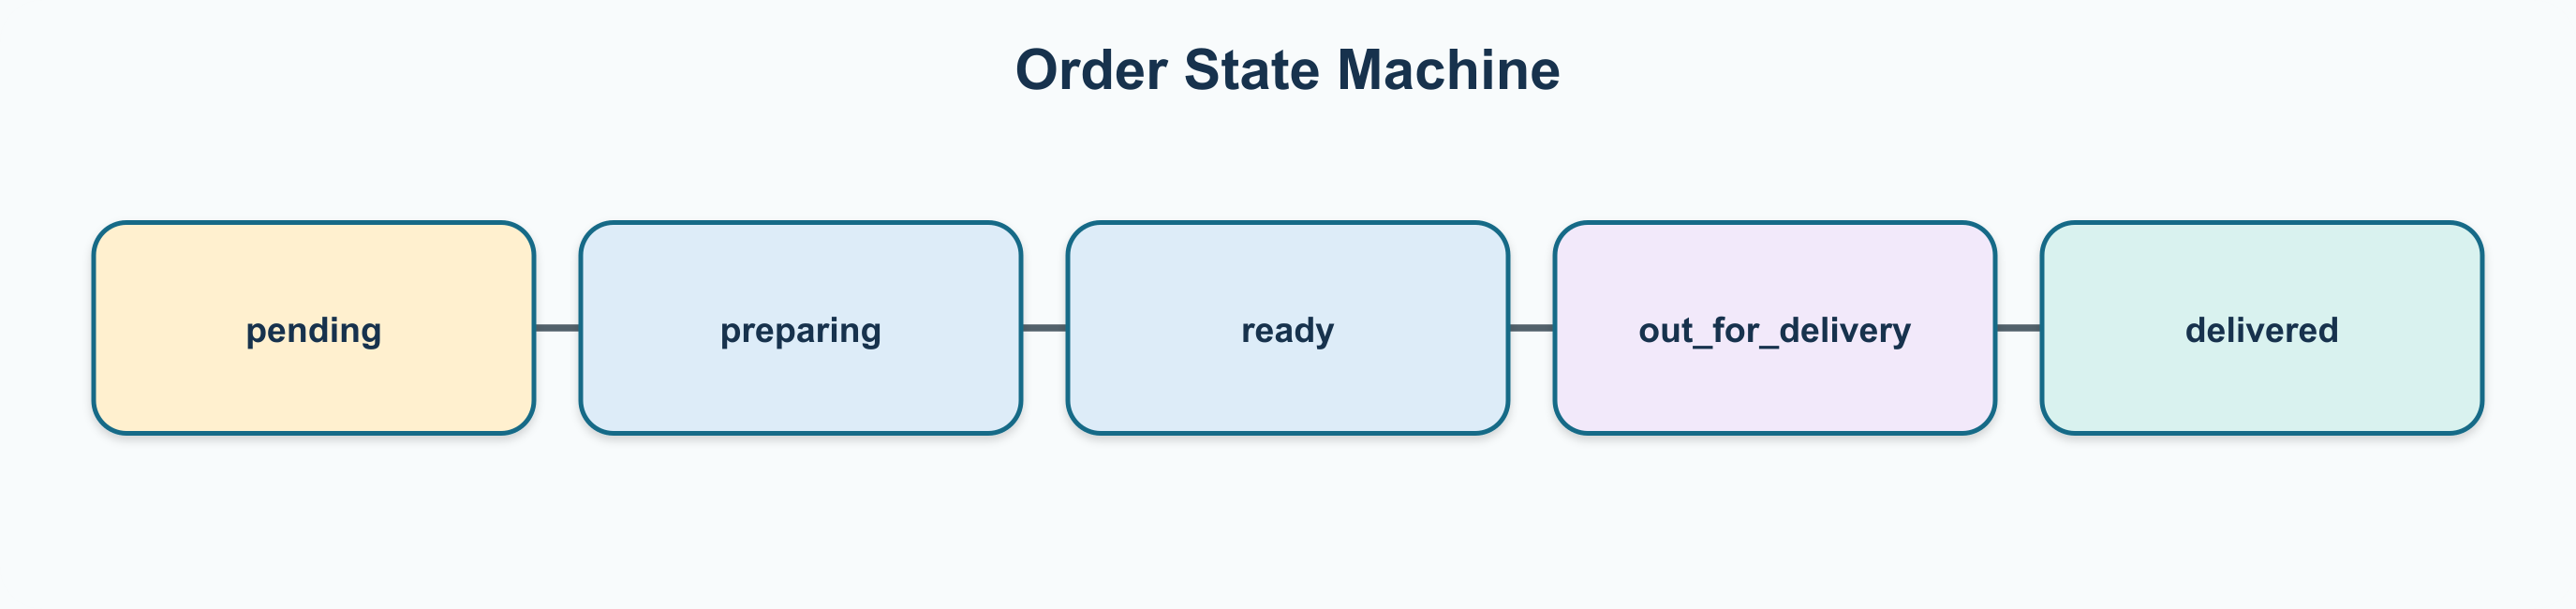 Order State Machine
pending
preparing
ready
out_for_delivery
delivered